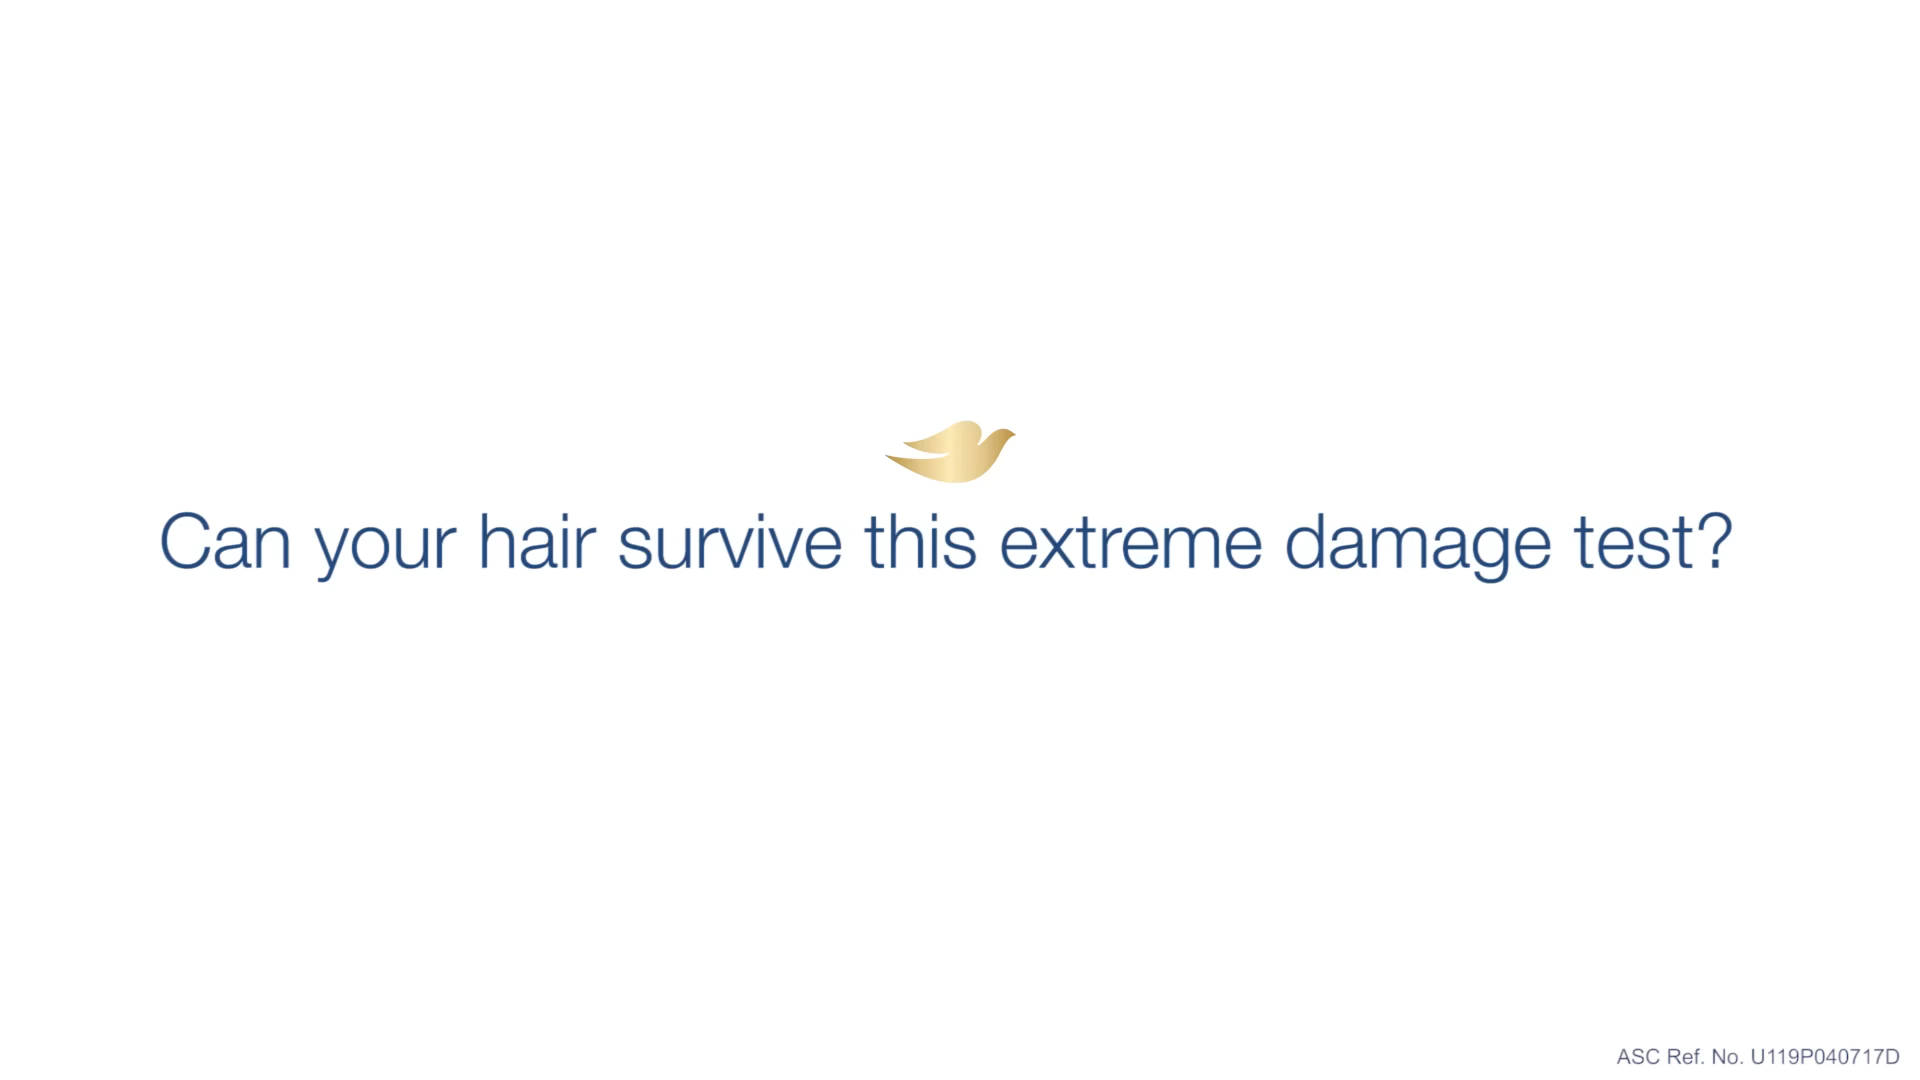 Can your hair survive this extreme damage test?
ASC Ref. No. U119P040717D